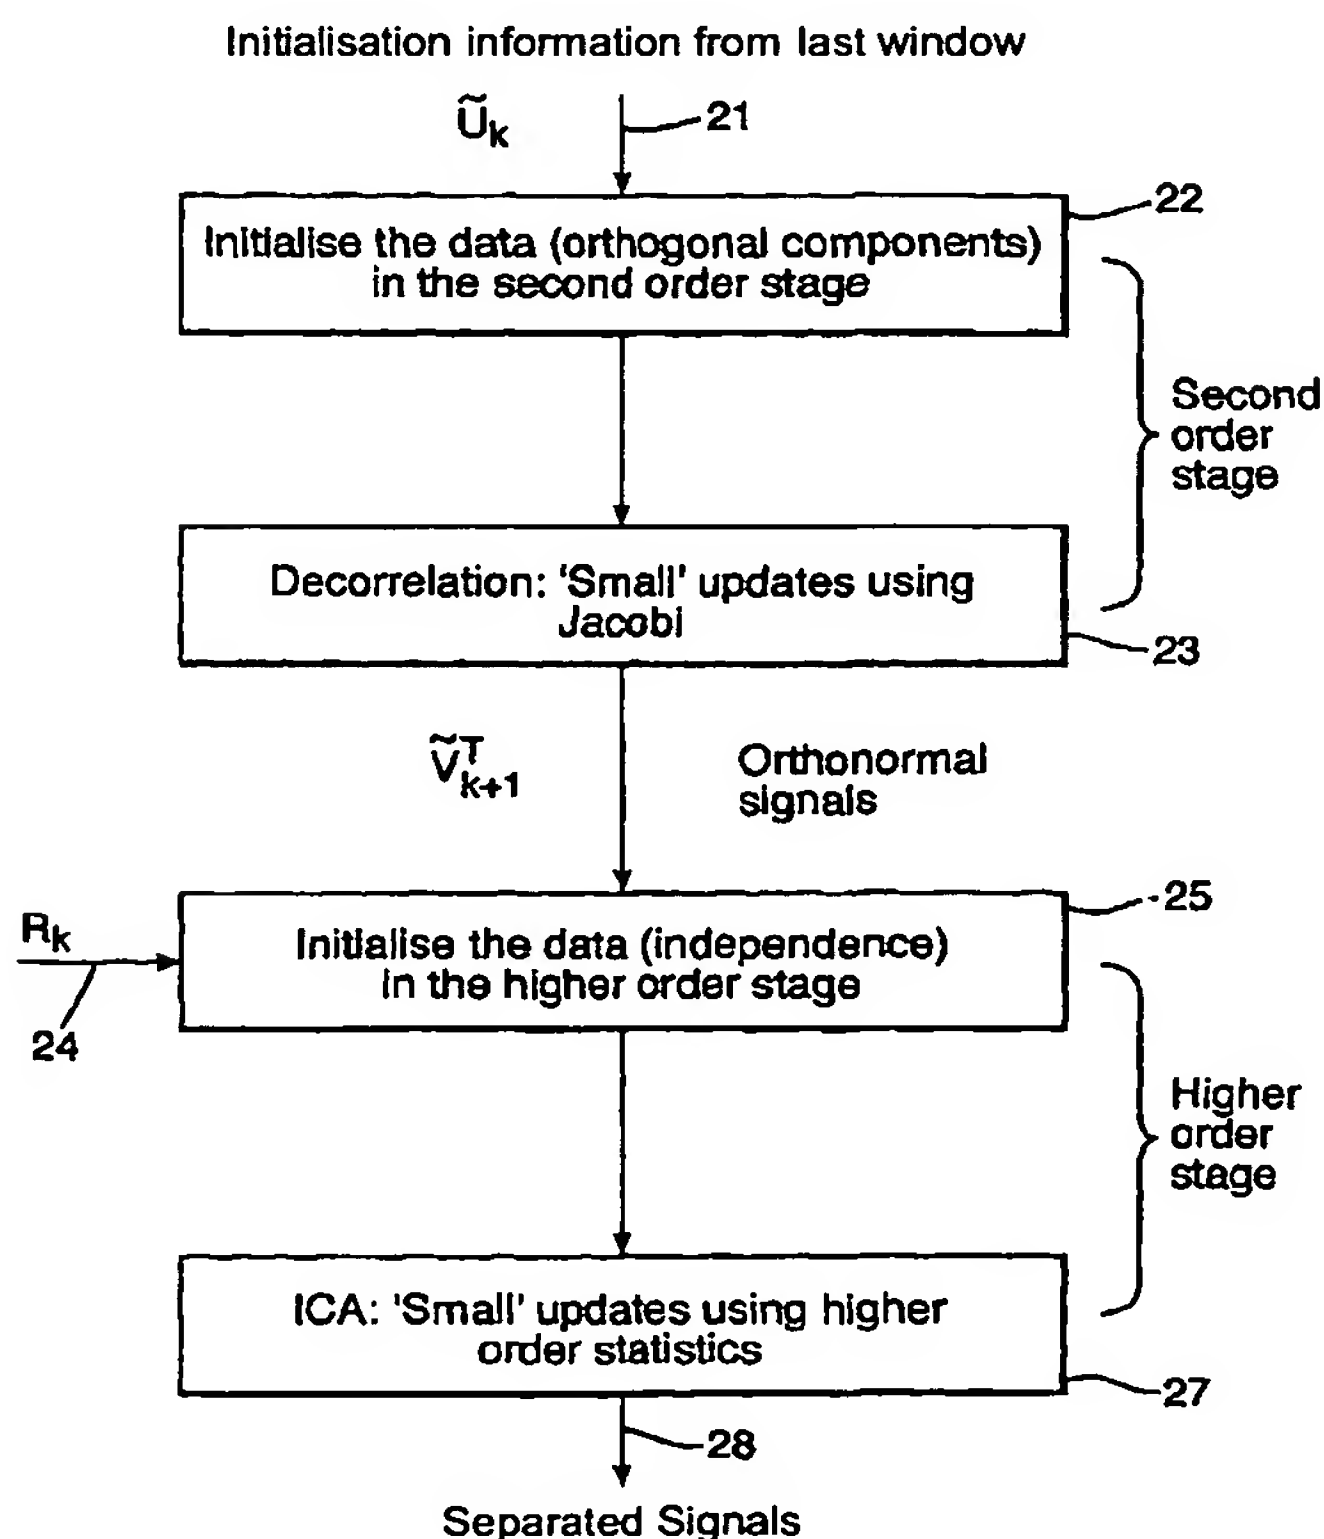 Initialisation information from last window
Ũk
21
22
Initialise the data (orthogonal components)
in the second order stage
Second
order
stage
Decorrelation: 'Small' updates using
Jacobi
23
Ṽᵀk+1
Orthonormal
signals
25
Rk
Initialise the data (independence)
in the higher order stage
24
Higher
order
stage
ICA: 'Small' updates using higher
order statistics
27
28
Separated Signals